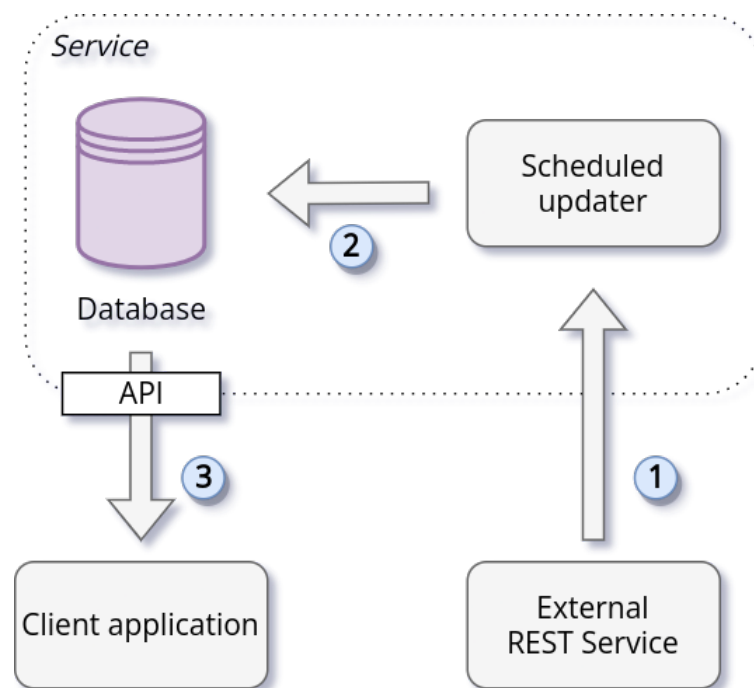 Service
Scheduled
updater
2
Database
API
3
1
Client application
External
REST Service